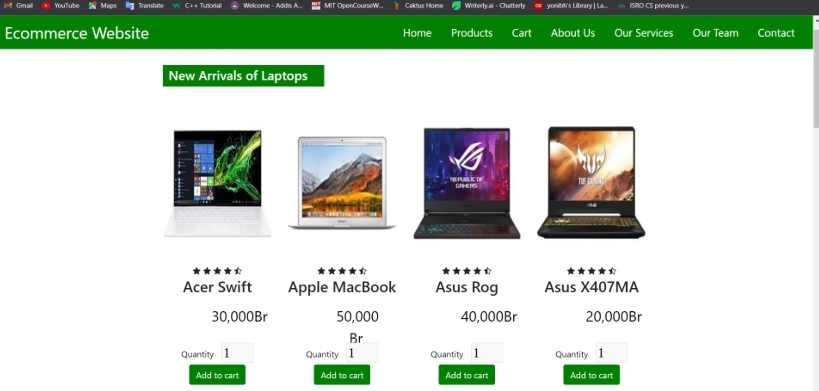 Gmail YouTube Maps Translate C++ Tutorial Welcome - Addis A... MIT OpenCourseW... Caktus Home Writerly.ai - Chatterly yonibh's Library | La... ISRO CS previous y...
Ecommerce Website Home Products Cart About Us Our Services Our Team Contact
New Arrivals of Laptops
REPUBLIC OF
GAMERS
TUF GAMING
ASUS
Acer Swift Apple MacBook Asus Rog Asus X407MA
30,000Br 50,000 40,000Br 20,000Br
Br
Quantity 1 Quantity 1 Quantity 1 Quantity 1
Add to cart Add to cart Add to cart Add to cart